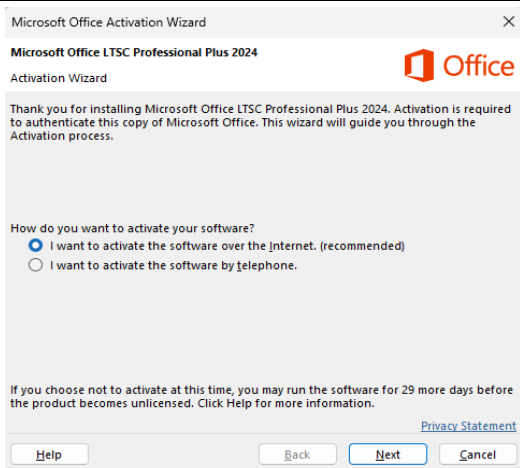 Microsoft Office Activation Wizard
Microsoft Office LTSC Professional Plus 2024
Office
Activation Wizard
Thank you for installing Microsoft Office LTSC Professional Plus 2024. Activation is required
to authenticate this copy of Microsoft Office. This wizard will guide you through the
Activation process.
How do you want to activate your software?
I want to activate the software over the Internet. (recommended)
I want to activate the software by telephone.
If you choose not to activate at this time, you may run the software for 29 more days before
the product becomes unlicensed. Click Help for more information.
Privacy Statement
Help Back Next Cancel